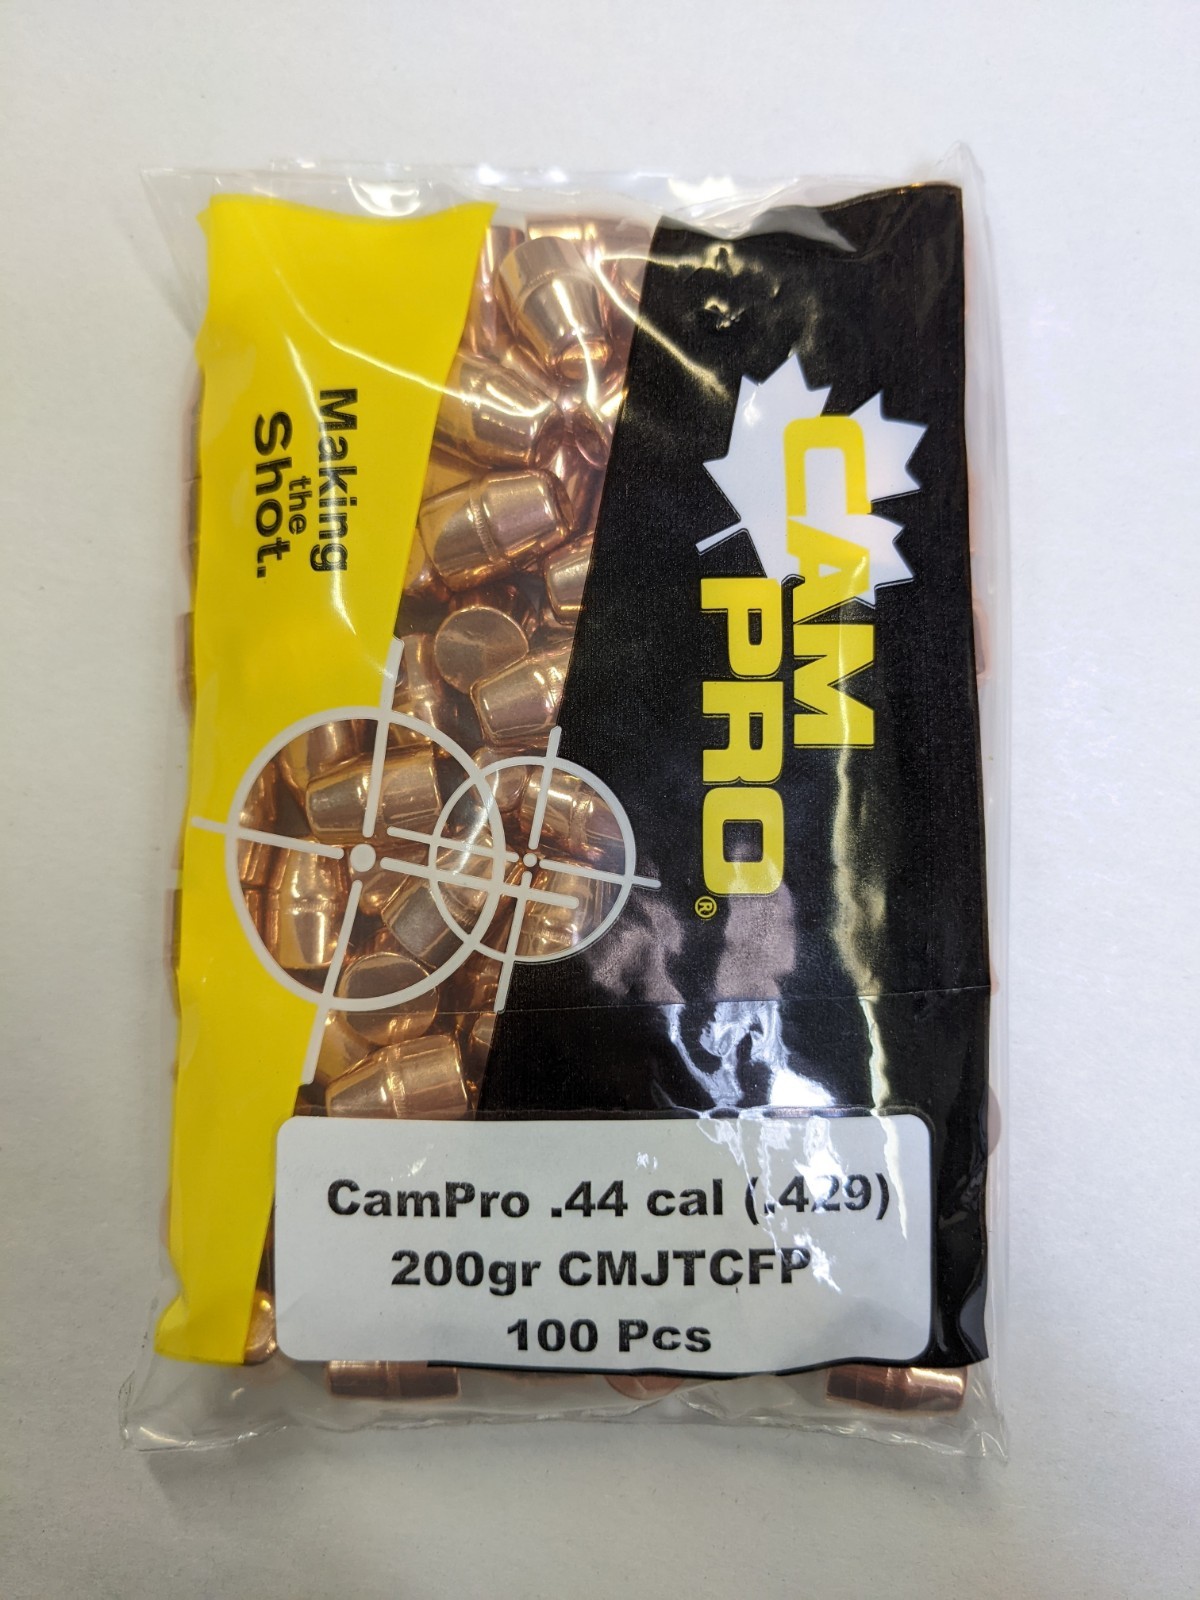 Making
the
Shot.
CAM
PRO®
CamPro .44 cal (.429)
200gr CMJTCFP
100 Pcs